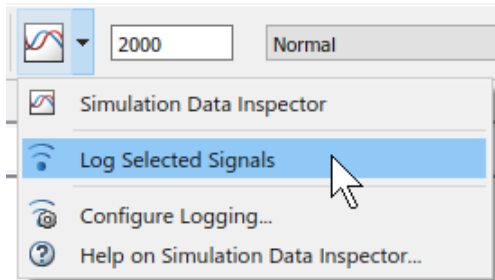 2000
Normal
Simulation Data Inspector
Log Selected Signals
Configure Logging...
Help on Simulation Data Inspector...